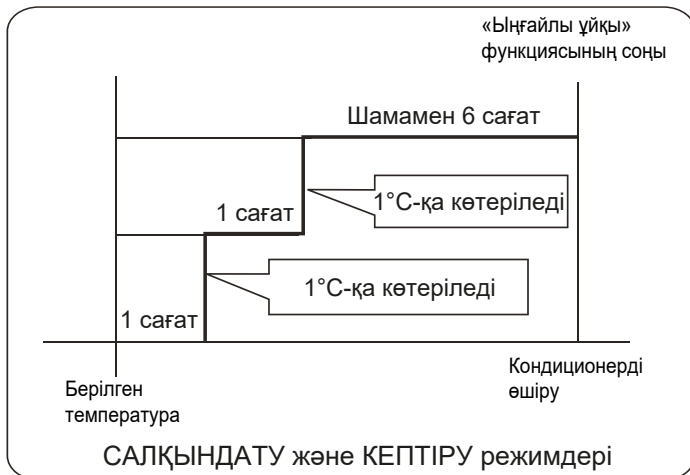 «Ыңғайлы ұйқы»
функциясының соңы
Шамамен 6 сағат
1°C-қа көтеріледі
1 сағат
1°C-қа көтеріледі
1 сағат
Берілген
температура
Кондиционерді
өшіру
САЛҚЫНДАТУ және КЕПТІРУ режимдері